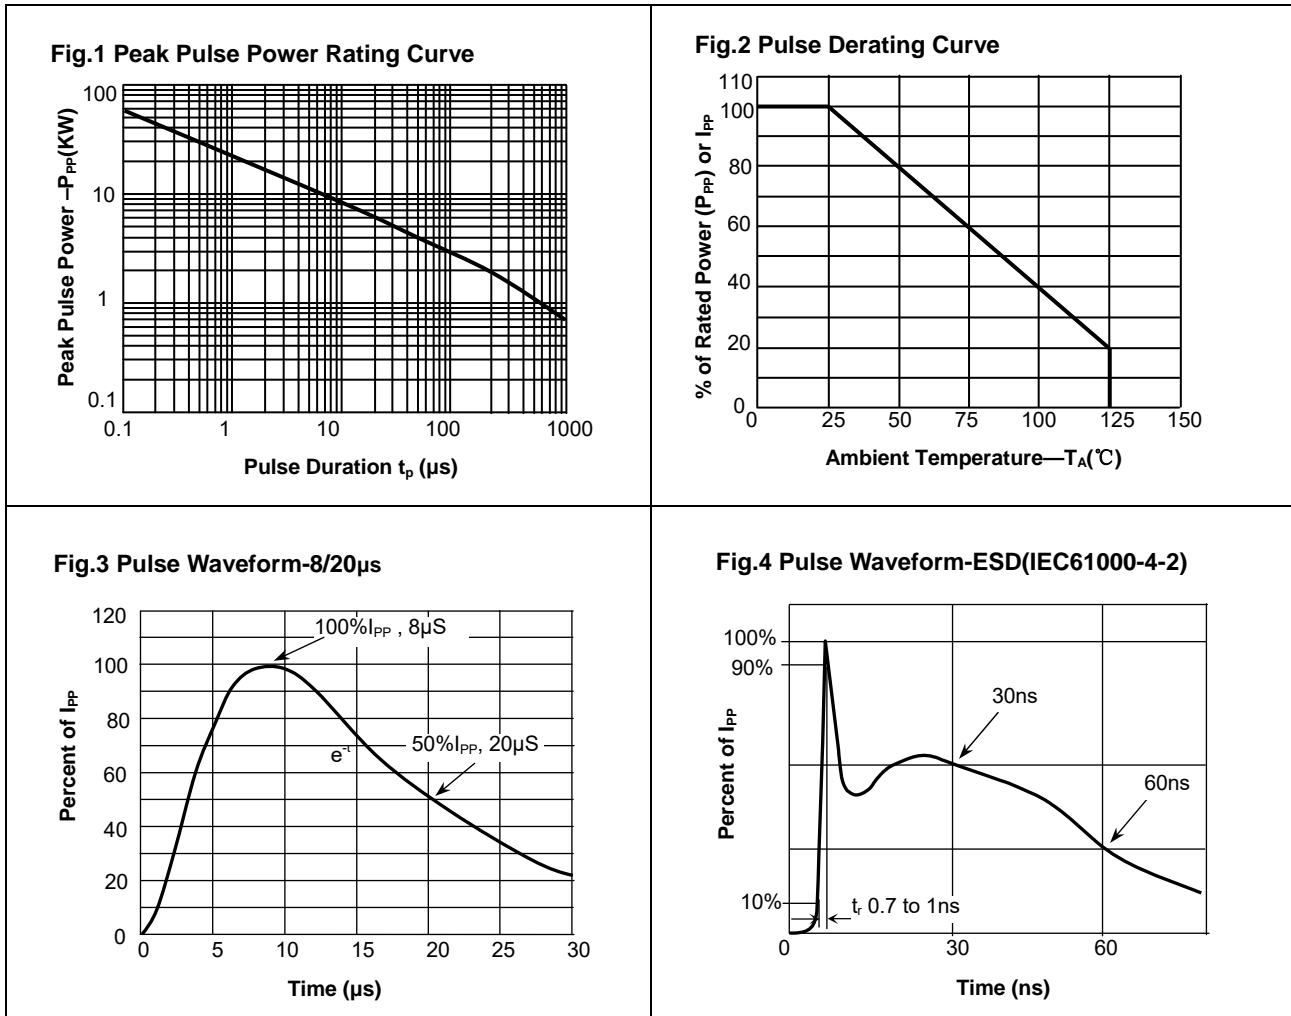 Fig.1 Peak Pulse Power Rating Curve
Peak Pulse Power –PPP(KW)
100
10
1
0.1
0.1 1 10 100 1000
Pulse Duration tp (µs)
Fig.2 Pulse Derating Curve
% of Rated Power (PPP) or IPP
110
100
80
60
40
20
0
0 25 50 75 100 125 150
Ambient Temperature—TA(℃)
Fig.3 Pulse Waveform-8/20µs
Percent of IPP
120
100
80
60
40
20
0
100%IPP , 8µS
e-t
50%IPP, 20µS
0 5 10 15 20 25 30
Time (µs)
Fig.4 Pulse Waveform-ESD(IEC61000-4-2)
Percent of IPP
100%
90%
10%
30ns
60ns
tr 0.7 to 1ns
0 30 60
Time (ns)